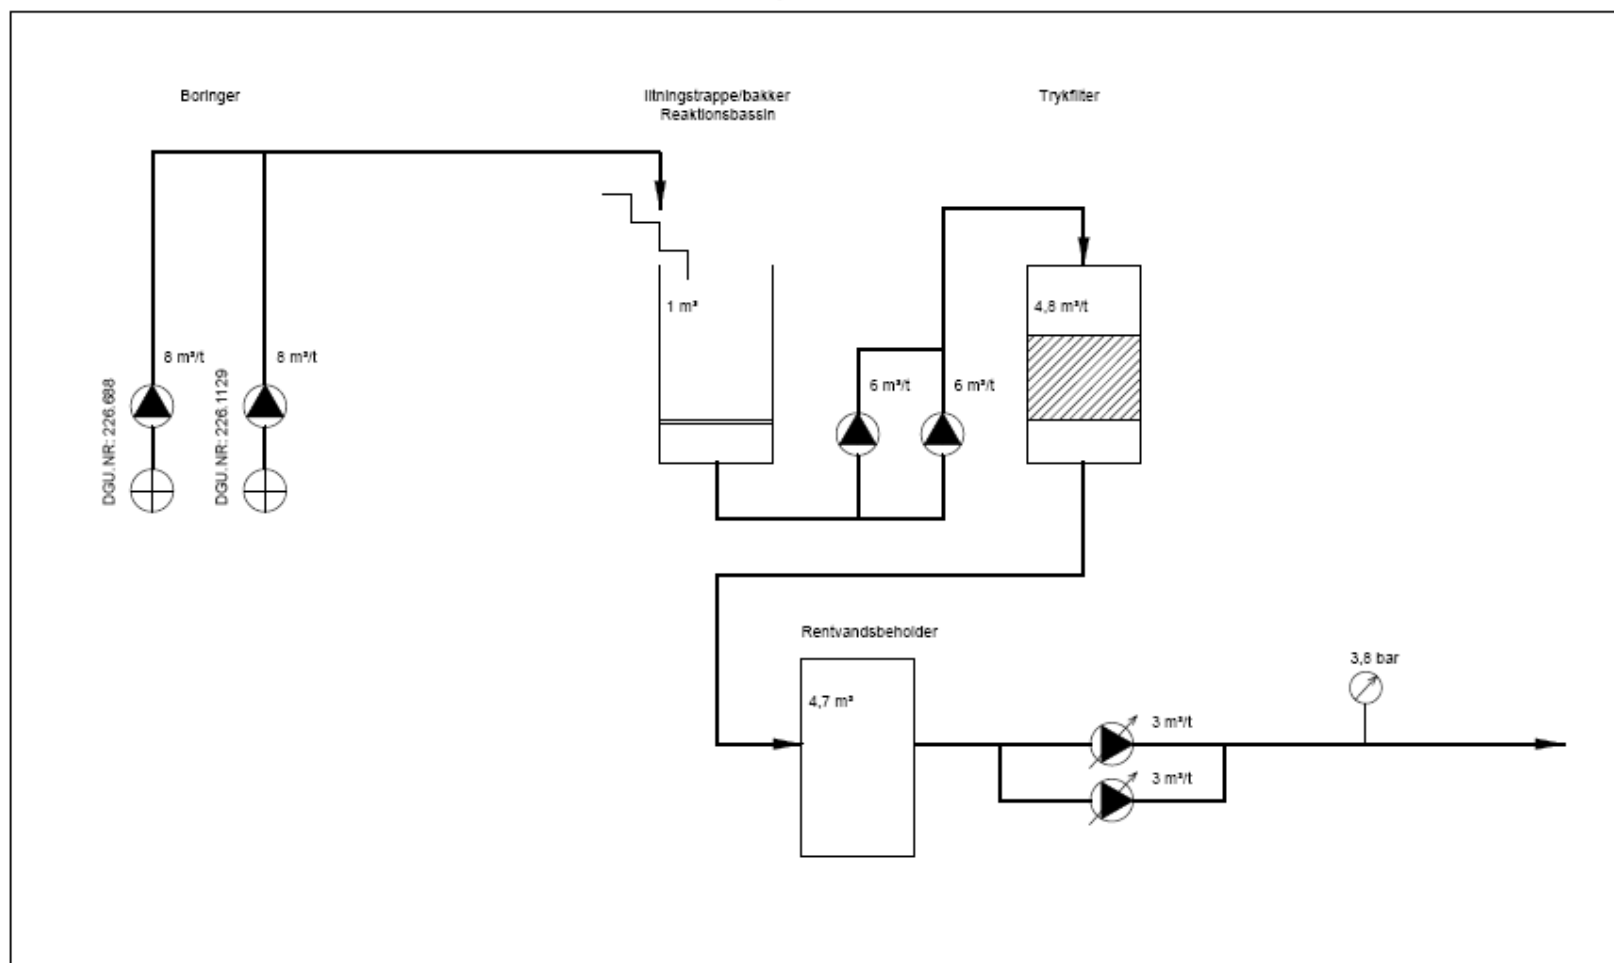 Boringer
Iltningstrappe/bakker
Reaktionsbassin
Trykfilter
1 m³
4,8 m³/t
8 m³/t
8 m³/t
6 m³/t
6 m³/t
DGU.NR: 226.688
DGU.NR: 226.1129
Rentvandsbeholder
4,7 m³
3,8 bar
3 m³/t
3 m³/t